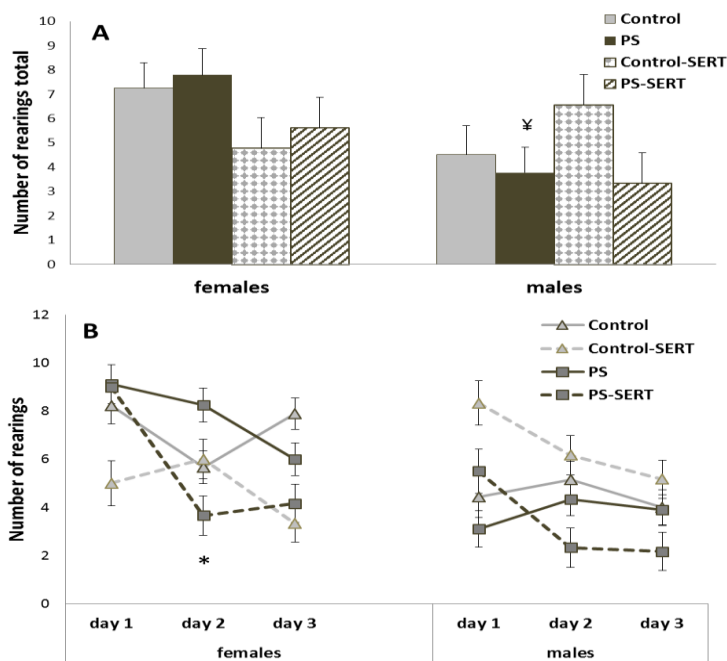 A
Number of rearings total
10
9
8
7
6
5
4
3
2
1
0
Control
PS
Control-SERT
PS-SERT
¥
females
males
B
Number of rearings
12
10
8
6
4
2
0
Control
Control-SERT
PS
PS-SERT
*
day 1
day 2
day 3
day 1
day 2
day 3
females
males